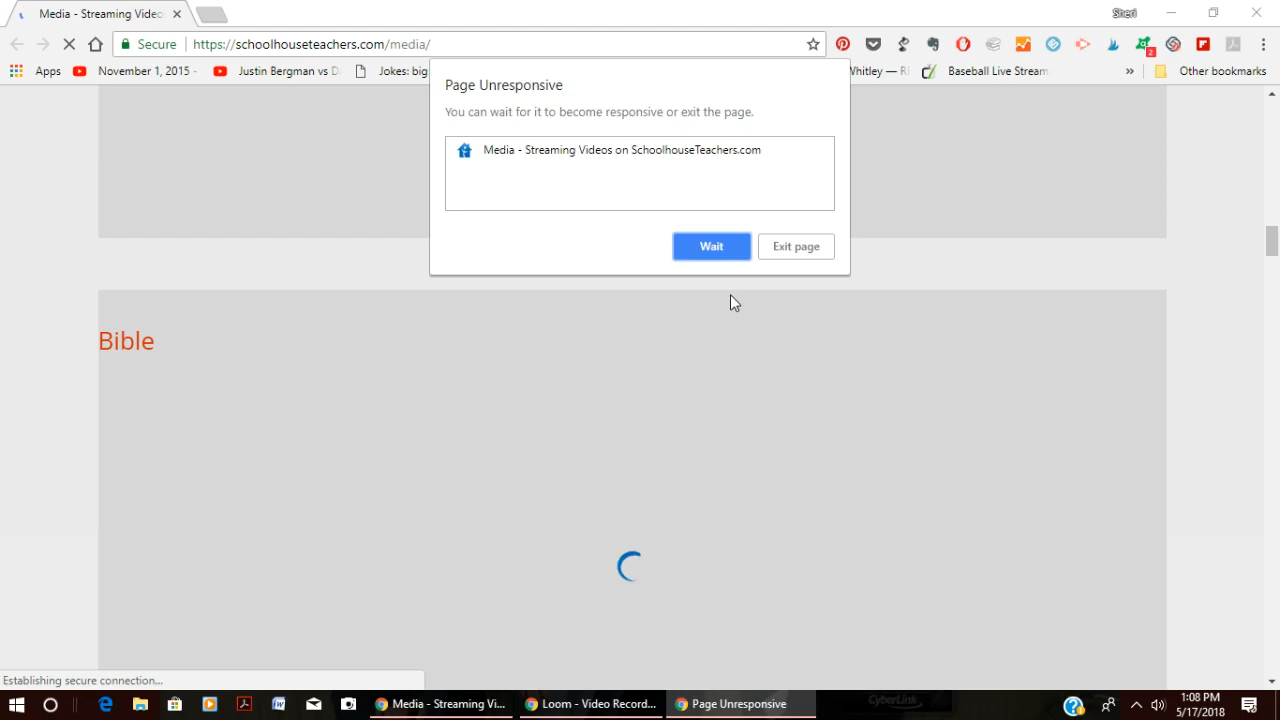 Media - Streaming Video
Sheri
Secure
https://schoolhouseteachers.com/media/
2
Apps
November 1, 2015 -
Justin Bergman vs D
Jokes: big
Whitley — RI
Baseball Live Stream
»
Other bookmarks
Page Unresponsive
You can wait for it to become responsive or exit the page.
Media - Streaming Videos on SchoolhouseTeachers.com
Wait
Exit page
Bible
Establishing secure connection...
Media - Streaming Vi...
Loom - Video Record...
Page Unresponsive
CyberLink
1:08 PM
5/17/2018